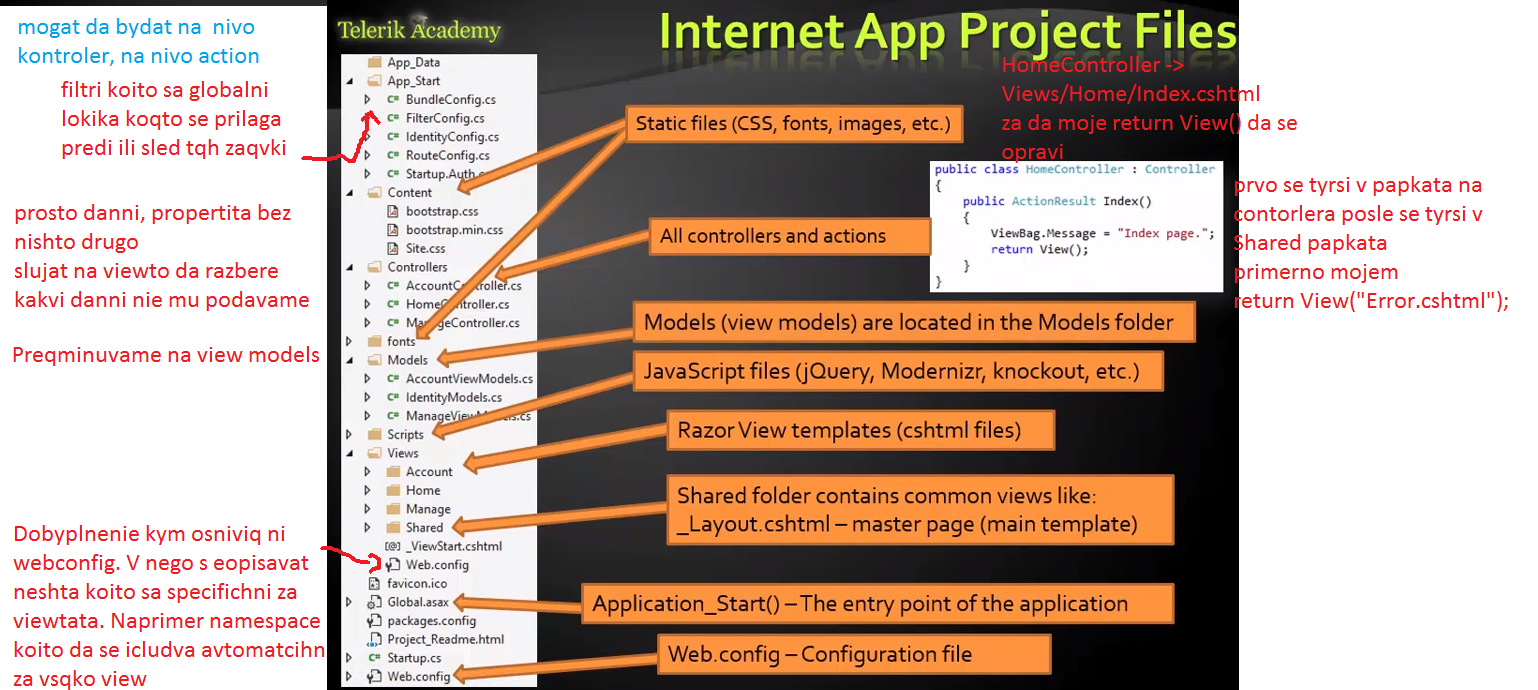 mogat da bydat na nivo
kontroler, na nivo action
filtri koito sa globalni
lokika koqto se prilaga
predi ili sled tqh zaqvki
prosto danni, propertita bez
nishto drugo
slujat na viewto da razbere
kakvi danni nie mu podavame
Preqminuvame na view models
Dobyplnenie kym osniviq ni
webconfig. V nego s eopisavat
neshta koito sa specifichni za
viewtata. Naprimer namespace
koito da se icludva avtomatcihn
za vsqko view
Telerik Academy
Internet App Project Files
App_Data
App_Start
BundleConfig.cs
FilterConfig.cs
IdentityConfig.cs
RouteConfig.cs
Startup.Auth.cs
Content
bootstrap.css
bootstrap.min.css
Site.css
Controllers
AccountController.cs
HomeController.cs
ManageController.cs
fonts
Models
AccountViewModels.cs
IdentityModels.cs
ManageViewModels.cs
Scripts
Views
Account
Home
Manage
Shared
_ViewStart.cshtml
Web.config
favicon.ico
Global.asax
packages.config
Project_Readme.html
Startup.cs
Web.config
Static files (CSS, fonts, images, etc.)
All controllers and actions
Models (view models) are located in the Models folder
JavaScript files (jQuery, Modernizr, knockout, etc.)
Razor View templates (cshtml files)
Shared folder contains common views like:
_Layout.cshtml – master page (main template)
Application_Start() – The entry point of the application
Web.config – Configuration file
HomeController ->
Views/Home/Index.cshtml
za da moje return View() da se
opravi
public class HomeController : Controller
{
public ActionResult Index()
{
ViewBag.Message = "Index page.";
return View();
}
}
prvo se tyrsi v papkata na
contorlera posle se tyrsi v
Shared papkata
primerno mojem
return View("Error.cshtml");